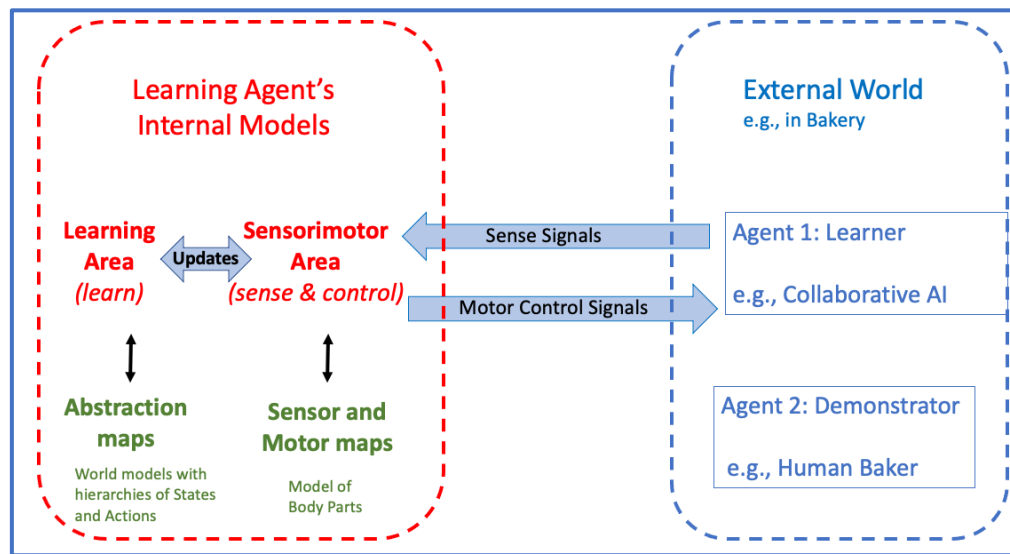 Learning Agent's
Internal Models
External World
e.g., in Bakery
Learning
Area
(learn)
Updates
Sensorimotor
Area
(sense & control)
Sense Signals
Motor Control Signals
Agent 1: Learner
e.g., Collaborative AI
Abstraction
maps
World models with
hierarchies of States
and Actions
Sensor and
Motor maps
Model of
Body Parts
Agent 2: Demonstrator
e.g., Human Baker